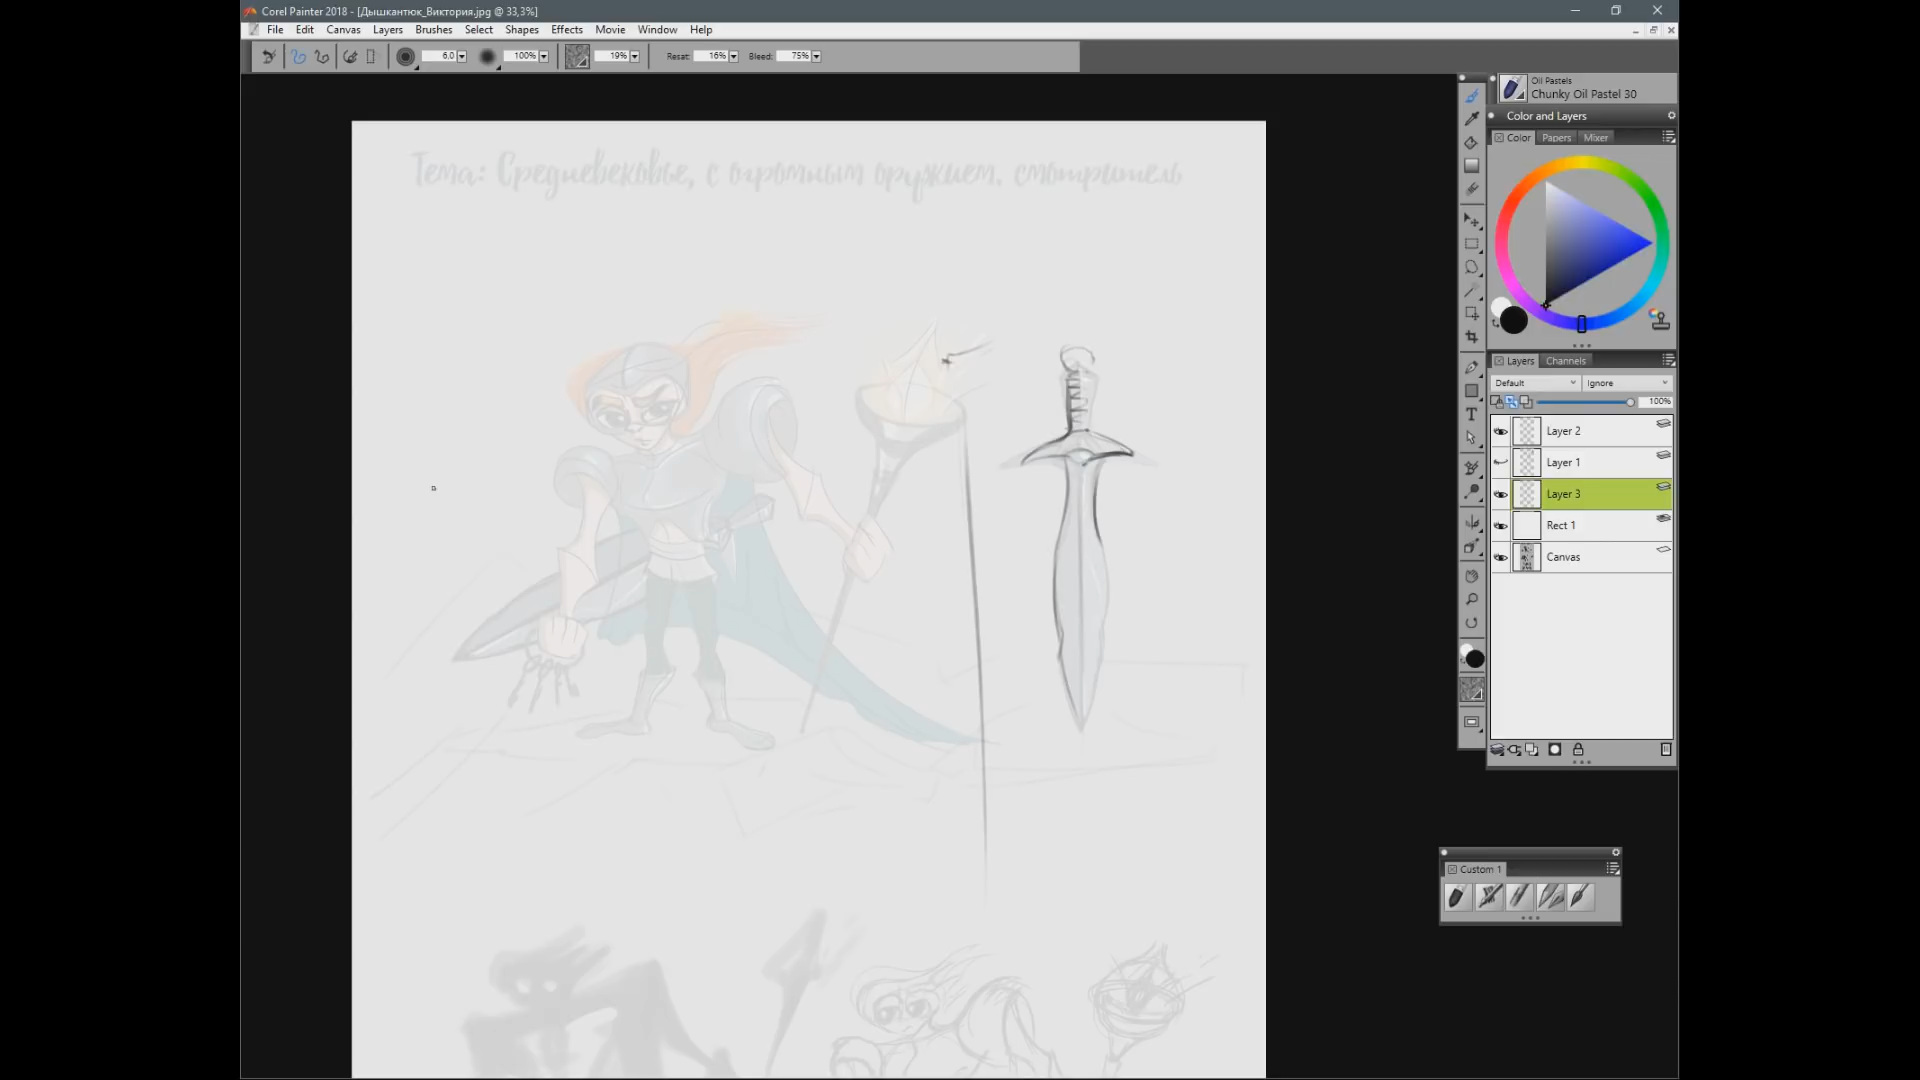 Corel Painter 2018 - [Дышкантюк_Виктория.jpg @ 33,3%]
File Edit Canvas Layers Brushes Select Shapes Effects Movie Window Help
6,0 100% 19% Resat: 16% Bleed: 75%
Oil Pastels
Chunky Oil Pastel 30
Color and Layers
Color Papers Mixer
Тема: Средневековье, с огромным оружием, смотритель
Layers Channels
Default Ignore
100%
Layer 2
Layer 1
Layer 3
Rect 1
Canvas
T
Custom 1